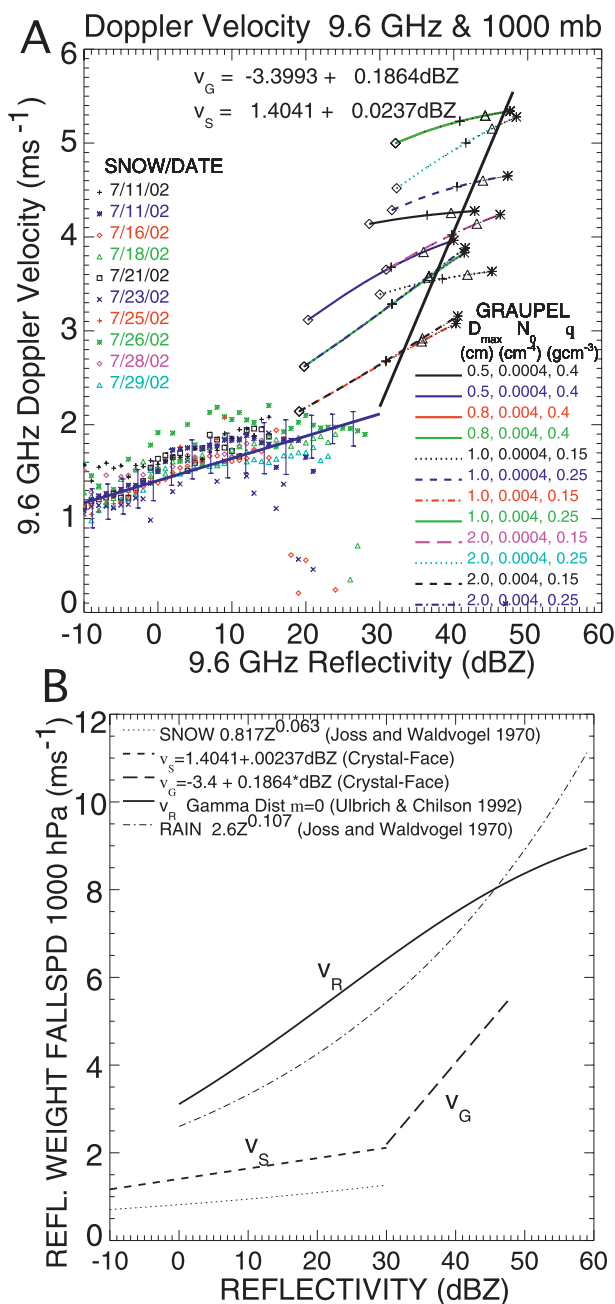 A
Doppler Velocity 9.6 GHz & 1000 mb
v_G = -3.3993 + 0.1864dBZ
v_S = 1.4041 + 0.0237dBZ
9.6 GHz Doppler Velocity (ms^-1)
6
5
4
3
2
1
0
SNOW/DATE
7/11/02
7/11/02
7/16/02
7/18/02
7/21/02
7/23/02
7/25/02
7/26/02
7/28/02
7/29/02
GRAUPEL
D_max N_0 q
(cm) (cm^-4) (gcm^-3)
0.5, 0.0004, 0.4
0.5, 0.004, 0.4
0.8, 0.004, 0.4
0.8, 0.004, 0.4
1.0, 0.0004, 0.15
1.0, 0.0004, 0.25
1.0, 0.004, 0.15
1.0, 0.004, 0.25
2.0, 0.0004, 0.15
2.0, 0.0004, 0.25
2.0, 0.004, 0.15
2.0, 0.004, 0.25
-10 0 10 20 30 40 50 60
9.6 GHz Reflectivity (dBZ)
B
REFL. WEIGHT FALLSPD 1000 hPa (ms^-1)
12
10
8
6
4
2
0
SNOW 0.817Z^0.063 (Joss and Waldvogel 1970)
v_S=1.4041+.00237dBZ (Crystal-Face)
v_G=-3.4 + 0.1864*dBZ (Crystal-Face)
v_R Gamma Dist m=0 (Ulbrich & Chilson 1992)
RAIN 2.6Z^0.107 (Joss and Waldvogel 1970)
v_R
v_G
v_S
-10 0 10 20 30 40 50 60
REFLECTIVITY (dBZ)